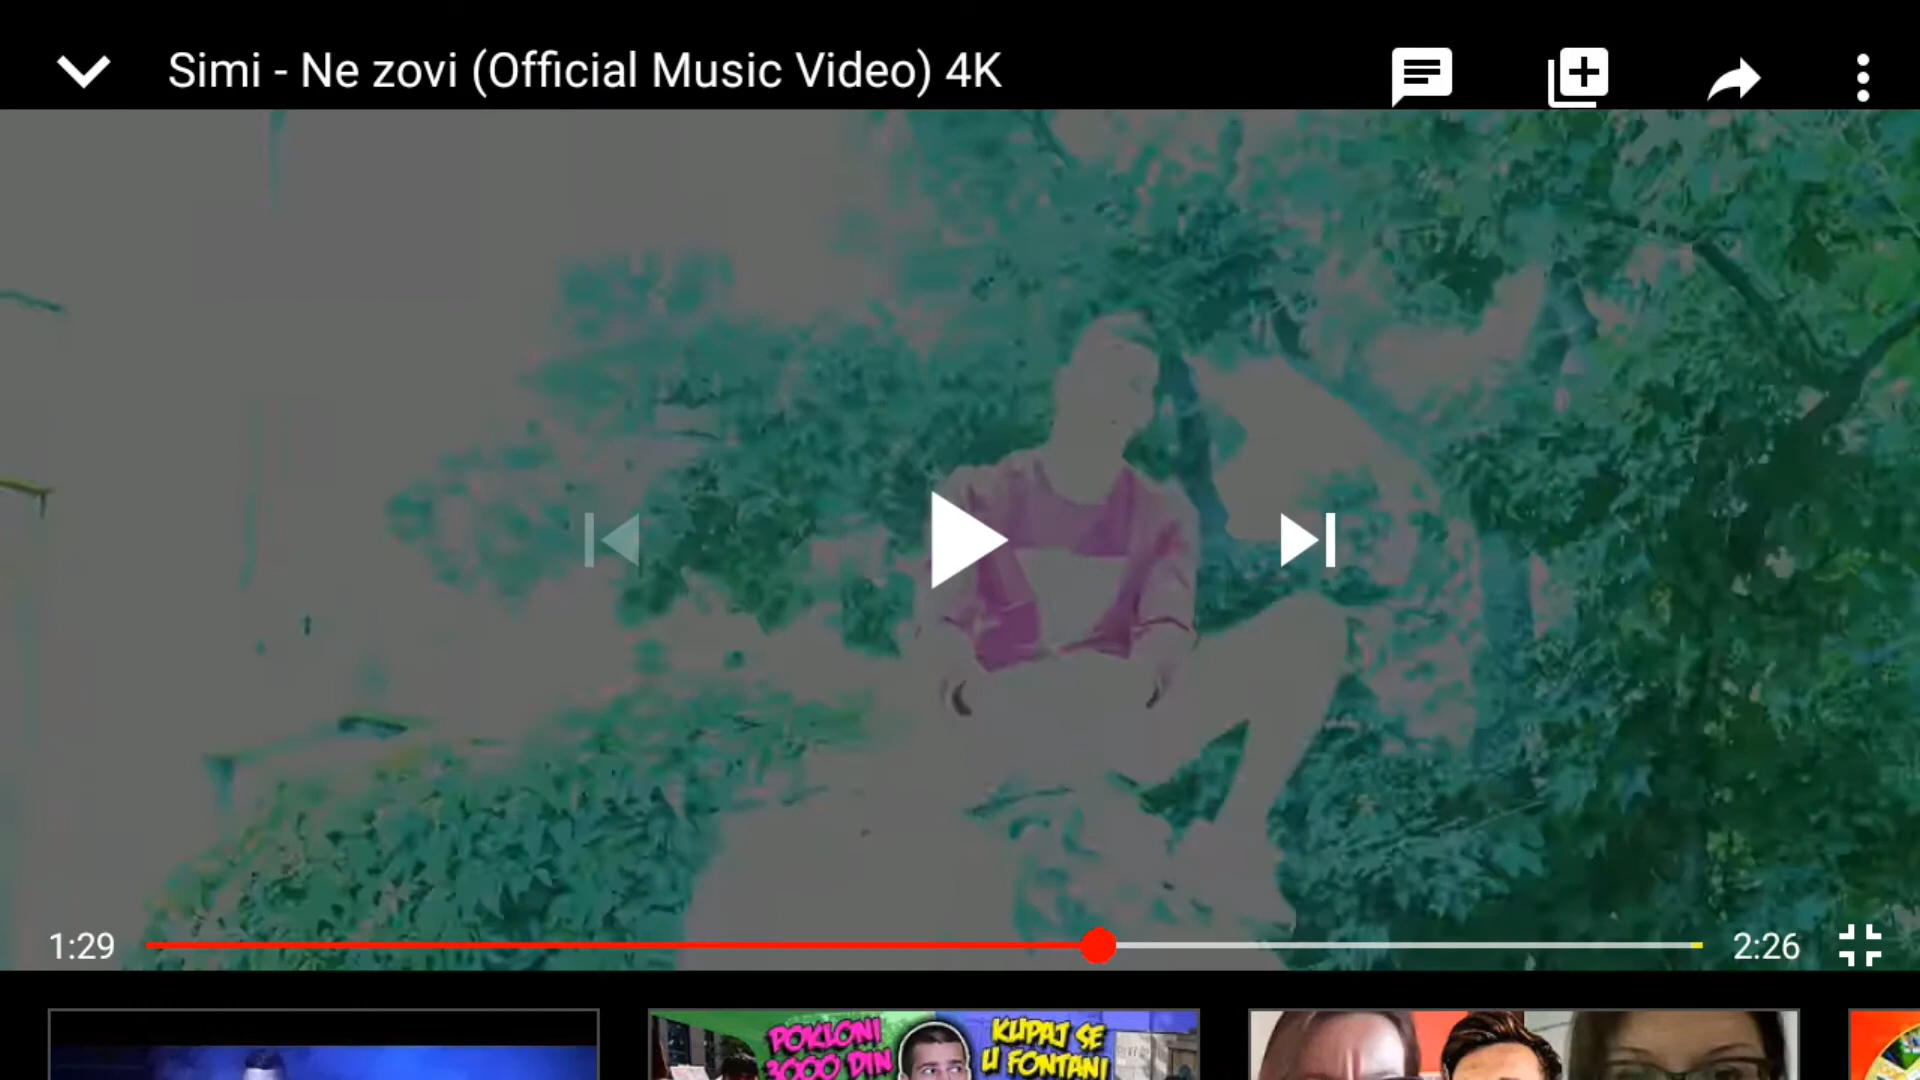 Simi - Ne zovi (Official Music Video) 4K
1:29
2:26
POKLONI
3000 DIN
KUPAJ SE
U FONTANI